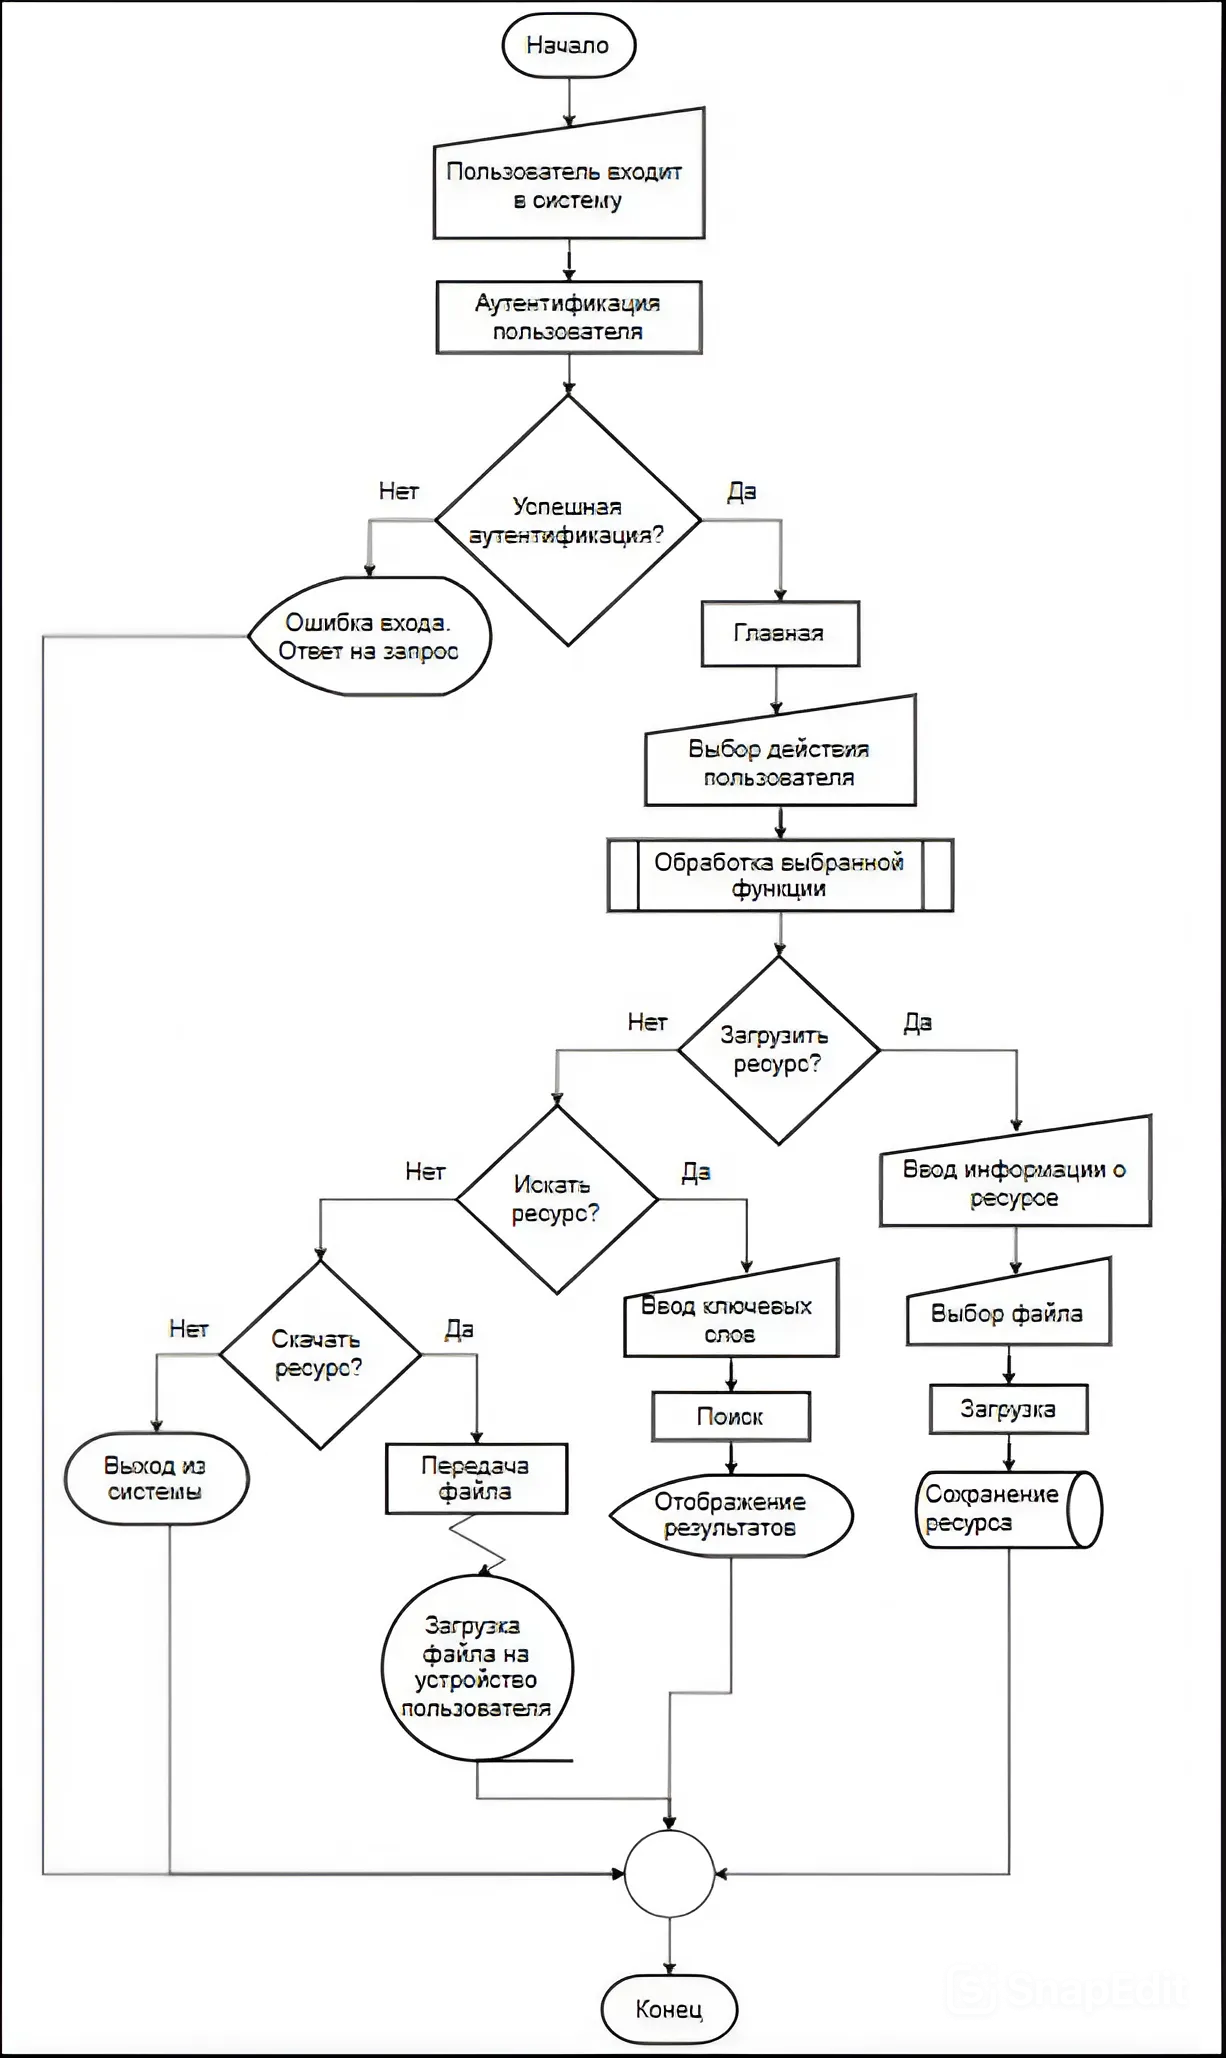 Начало
Пользователь входит
в систему
Аутентификация
пользователя
Успешная
аутентификация?
Нет
Да
Ошибка входа.
Ответ на запрос
Главная
Выбор действия
пользователя
Обработка выбранной
функции
Загрузить
ресурс?
Нет
Да
Искать
ресурс?
Нет
Да
Ввод информации о
ресурсе
Скачать
ресурс?
Нет
Да
Ввод ключевых
слов
Выбор файла
Поиск
Загрузка
Выход из
системы
Передача
файла
Отображение
результатов
Сохранение
ресурса
Загрузка
файла на
устройство
пользователя
Конец
SnapEdit